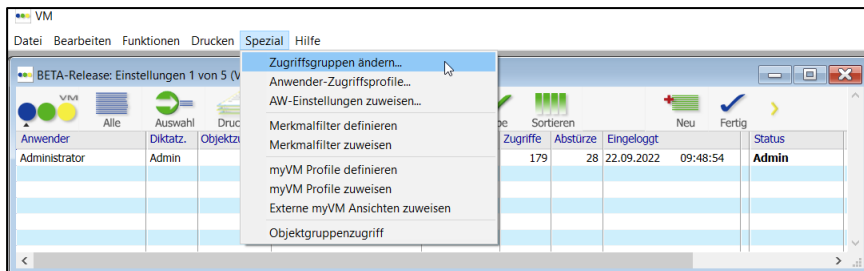 VM
Datei Bearbeiten Funktionen Drucken Spezial Hilfe
BETA-Release: Einstellungen 1 von 5 (V
Zugriffsgruppen ändern...
Anwender-Zugriffsprofile...
AW-Einstellungen zuweisen...
Merkmalfilter definieren
Merkmalfilter zuweisen
myVM Profile definieren
myVM Profile zuweisen
Externe myVM Ansichten zuweisen
Objektgruppenzugriff
VM
Alle Auswahl Druc be Sortieren Neu Fertig
Anwender Diktatz. Objektzu Zugriffe Abstürze Eingeloggt Status
Administrator Admin 179 28 22.09.2022 09:48:54 Admin